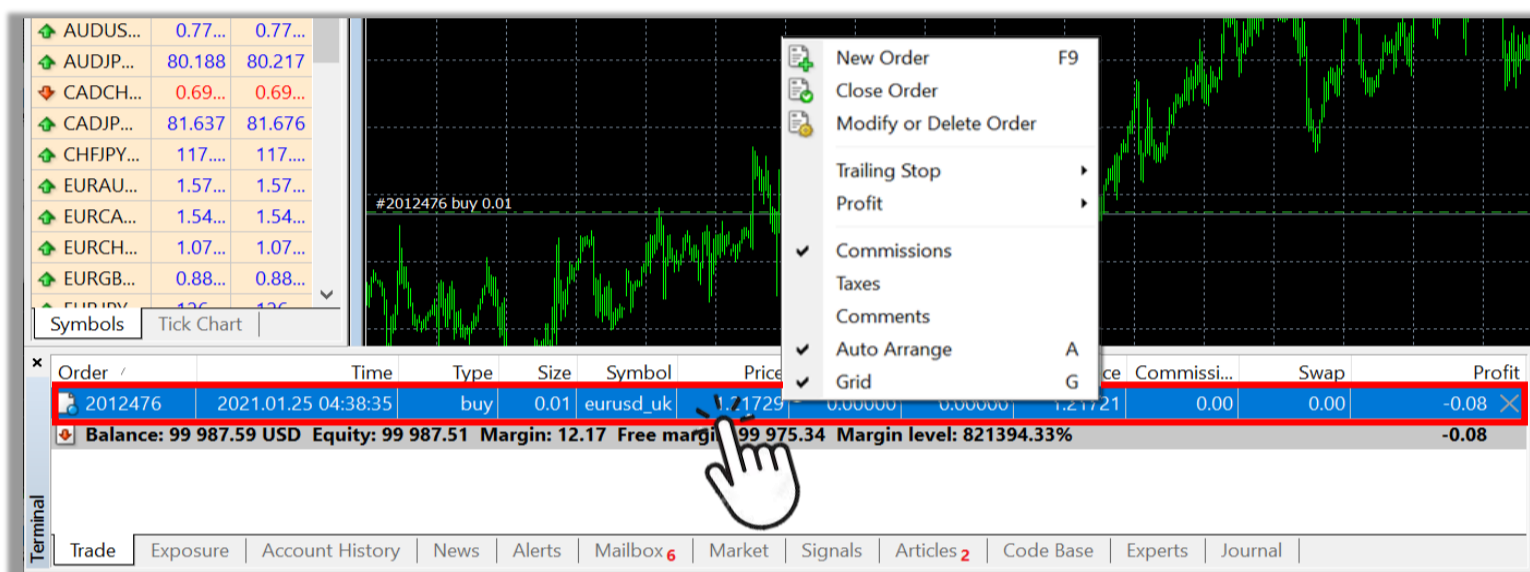 AUDUS... 0.77... 0.77...
AUDJP... 80.188 80.217
CADCH... 0.69... 0.69...
CADJP... 81.637 81.676
CHFJPY... 117.... 117....
EURAU... 1.57... 1.57...
EURCA... 1.54... 1.54...
EURCH... 1.07... 1.07...
EURGB... 0.88... 0.88...
Symbols Tick Chart
#2012476 buy 0.01
New Order F9
Close Order
Modify or Delete Order
Trailing Stop
Profit
Commissions
Taxes
Comments
Auto Arrange A
Grid G
Order / Time Type Size Symbol Price ce Commissi... Swap Profit
2012476 2021.01.25 04:38:35 buy 0.01 eurusd_uk 1.21729 0.00000 0.00000 1.21721 0.00 0.00 -0.08
Balance: 99 987.59 USD Equity: 99 987.51 Margin: 12.17 Free margin: 99 975.34 Margin level: 821394.33% -0.08
Terminal
Trade Exposure Account History News Alerts Mailbox 6 Market Signals Articles 2 Code Base Experts Journal